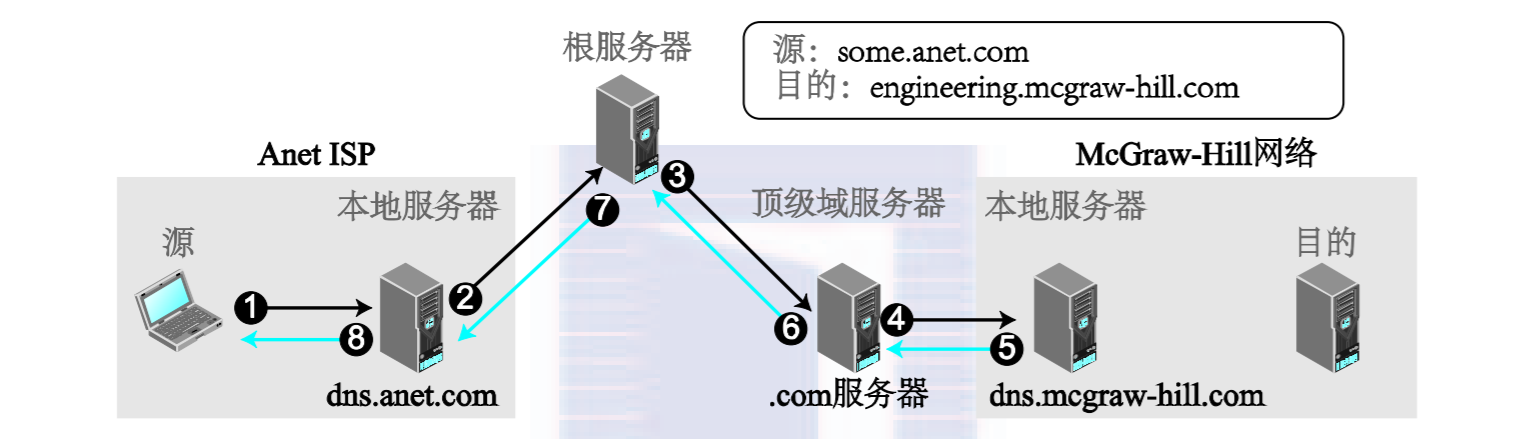 根服务器
源：some.anet.com
目的：engineering.mcgraw-hill.com
Anet ISP
McGraw-Hill网络
本地服务器
顶级域服务器
本地服务器
源
目的
1
2
3
4
5
6
7
8
dns.anet.com
.com服务器
dns.mcgraw-hill.com